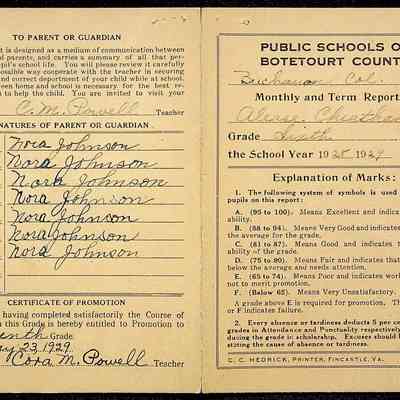 TO PARENT OR GUARDIAN
t is designed as a medium of communication between
d parents, and carries a summary of all that per-
pil's school life. You will please review it carefully
ossible way cooperate with the teacher in securing
and correct deportment of your child while at school.
ween home and school is necessary for the best re-
to help the child. You are invited to visit your
C. M. Powell Teacher
NATURES OF PARENT OR GUARDIAN
Nora Johnson
Nora Johnson
Nora Johnson
Nora Johnson
Nora Johnson
Nora Johnson
Nora Johnson
CERTIFICATE OF PROMOTION
having completed satisfactorily the Course of
n this Grade is hereby entitled to Promotion to
enth Grade
y 23, 1929
Cora M. Powell Teacher
PUBLIC SCHOOLS O
BOTETOURT COUNT
Buchanan Col.
Monthly and Term Report
Grade Sixth
the School Year 1928 1929
Explanation of Marks:
1. The following system of symbols is used
pupils on this report:
A, (95 to 100). Means Excellent and indic
ability.
B, (88 to 94). Means Very Good and indicates
the average for the grade.
C, (81 to 87). Means Good and indicates t
ability of the grade.
D, (75 to 80). Means Fair and indicates that
below the average and needs attention.
E, (65 to 74). Means Poor and indicates work
not to merit promotion.
F, (Below 65). Means Very Unsatisfactory.
A grade above E is required for promotion. Th
or F indicates failure.
2. Every absence or tardiness deducts 5 per ce
grades in Attendance and Punctuality respectively
during the grade in scholarship. Excuses should
siting the cause of absence or tardiness.
C. C. HEDRICK, PRINTER, FINCASTLE, VA.